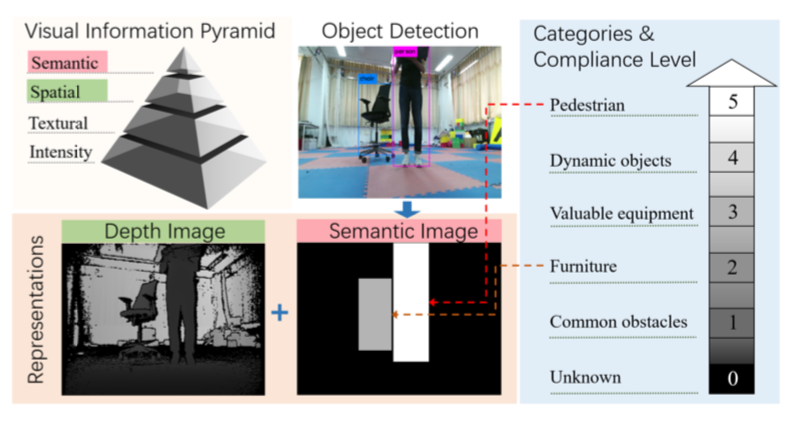 Visual Information Pyramid
Semantic
Spatial
Textural
Intensity
Object Detection
person
chair
Categories &
Compliance Level
Pedestrian
5
Dynamic objects
4
Valuable equipment
3
Furniture
2
Common obstacles
1
Unknown
0
Representations
Depth Image
+
Semantic Image